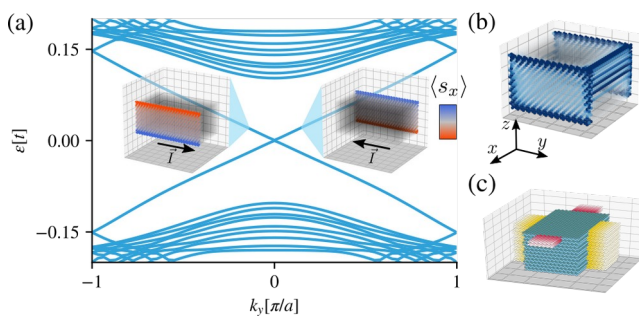 (a)
0.15
0.00
−0.15
ε[t]
−1
0
1
k_y[π/a]
I⃗
I⃗
⟨s_x⟩
(b)
z
x
y
(c)